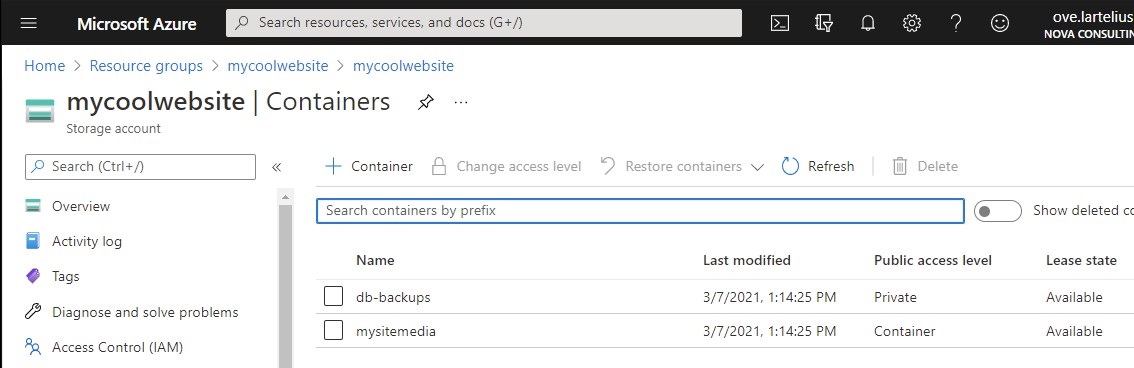 Microsoft Azure
Search resources, services, and docs (G+/)
ove.lartelius
NOVA CONSULTIN
Home > Resource groups > mycoolwebsite > mycoolwebsite
mycoolwebsite | Containers
Storage account
Search (Ctrl+/)
+ Container Change access level Restore containers Refresh Delete
Search containers by prefix
Show deleted co
Overview
Activity log
Tags
Diagnose and solve problems
Access Control (IAM)
Name Last modified Public access level Lease state
db-backups 3/7/2021, 1:14:25 PM Private Available
mysitemedia 3/7/2021, 1:14:25 PM Container Available